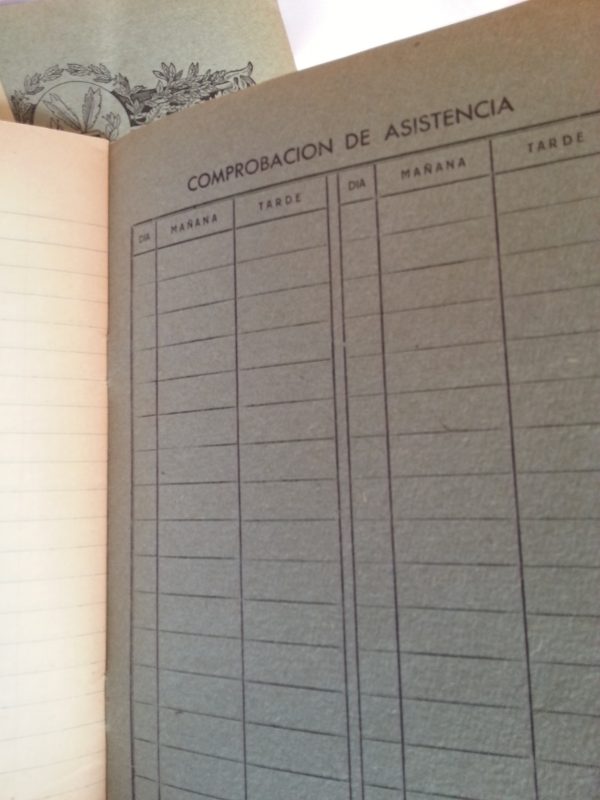 COMPROBACION DE ASISTENCIA
DIA MAÑANA TARDE DIA MAÑANA TARDE